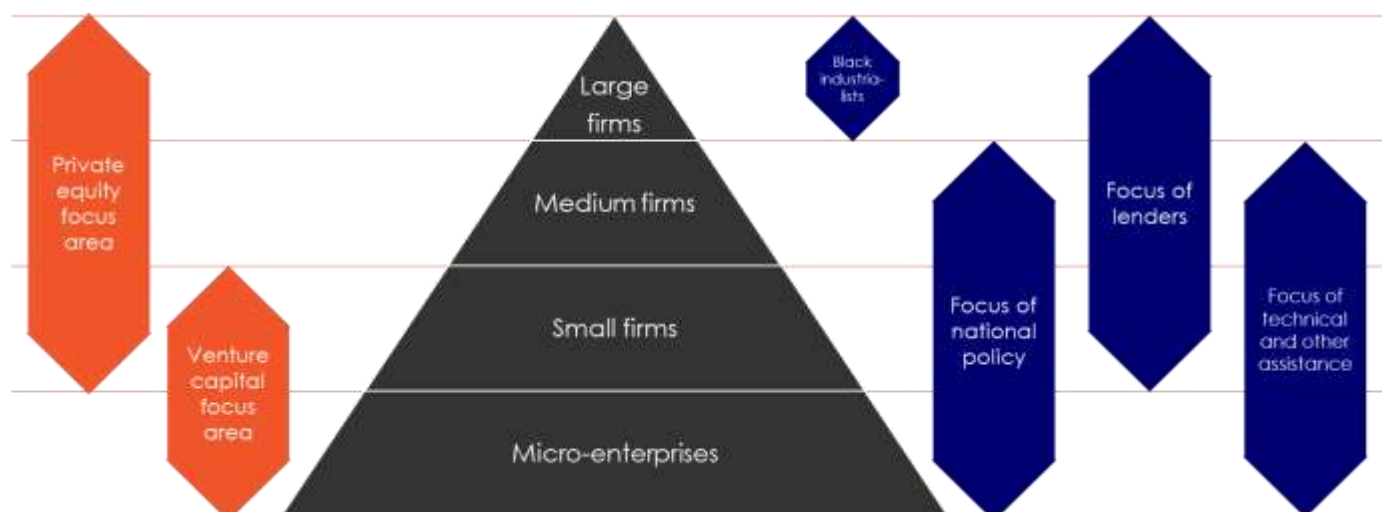 Private
equity
focus
area
Venture
capital
focus
area
Large
firms
Medium firms
Small firms
Micro-enterprises
Black
industria-
lists
Focus of
national
policy
Focus of
lenders
Focus of
technical
and other
assistance